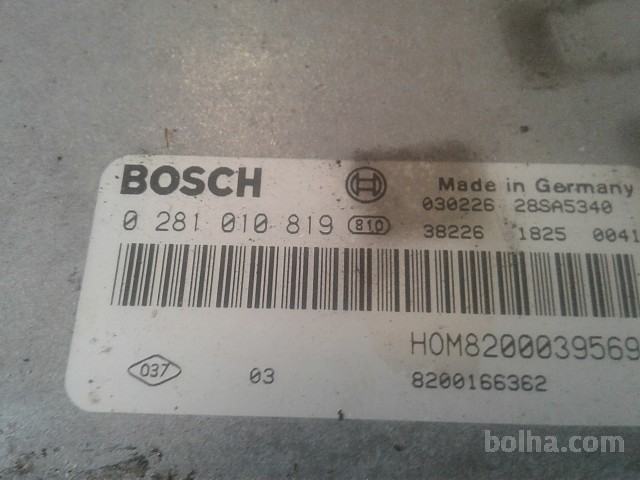 BOSCH
Made in Germany
0 281 010 819 810
030226 28SA5340
38226 1825 0041
HOM8200039569
037 03
8200166362
bolha.com